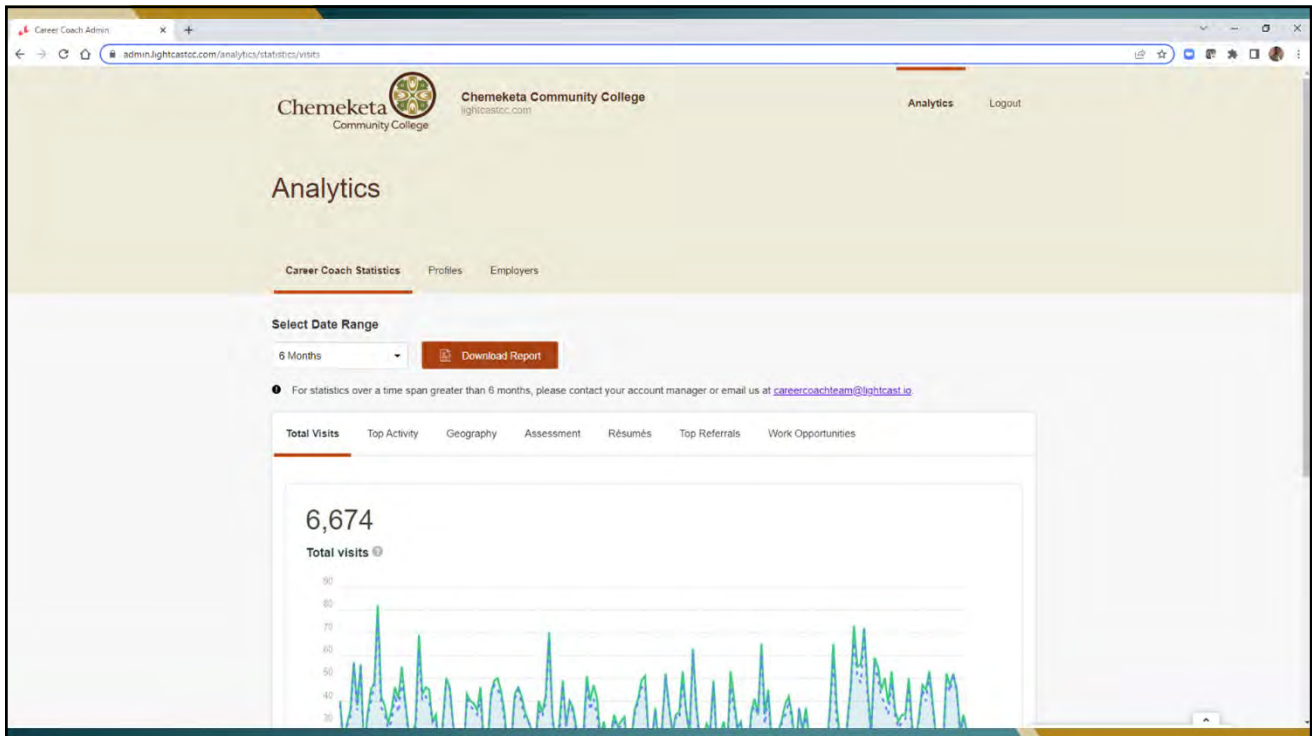 Career Coach Admin
admin.lightcastcc.com/analytics/statistics/visits
Chemeketa
Community College
Chemeketa Community College
lightcastcc.com
Analytics Logout
Analytics
Career Coach Statistics Profiles Employers
Select Date Range
6 Months Download Report
For statistics over a time span greater than 6 months, please contact your account manager or email us at careercoachteam@lightcast.io.
Total Visits Top Activity Geography Assessment Résumés Top Referrals Work Opportunities
6,674
Total visits
90
80
70
60
50
40
30